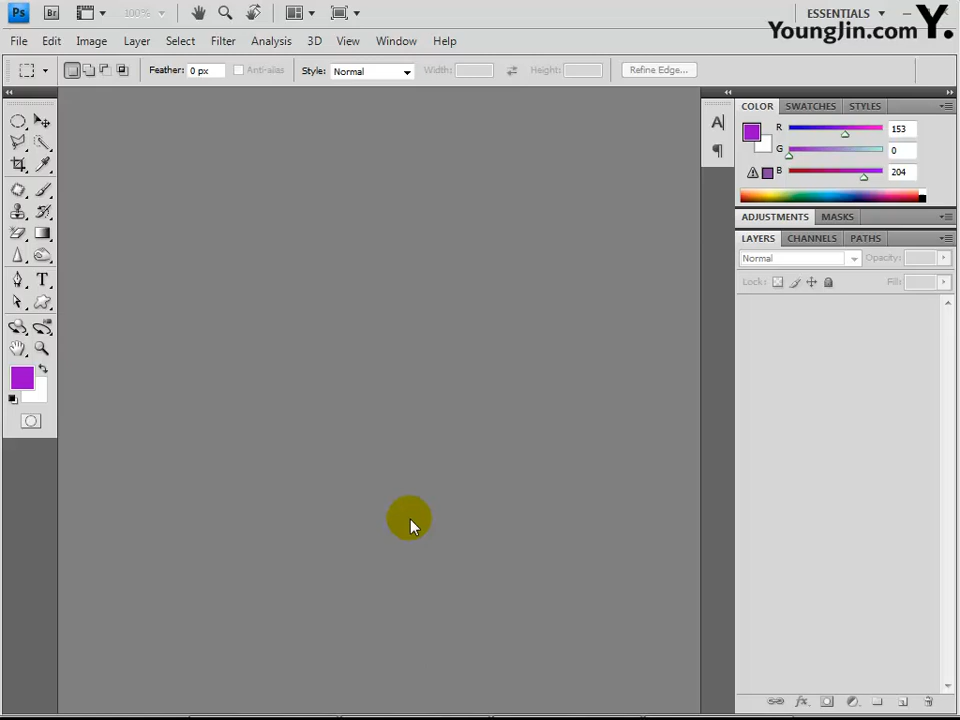 Ps Br 100% ESSENTIALS
YoungJin.com Y.
File Edit Image Layer Select Filter Analysis 3D View Window Help
Feather: 0 px Anti-alias Style: Normal Width: Height: Refine Edge...
COLOR SWATCHES STYLES
A
R 153
G 0
B 204
T
ADJUSTMENTS MASKS
LAYERS CHANNELS PATHS
Normal Opacity:
Lock: Fill:
fx